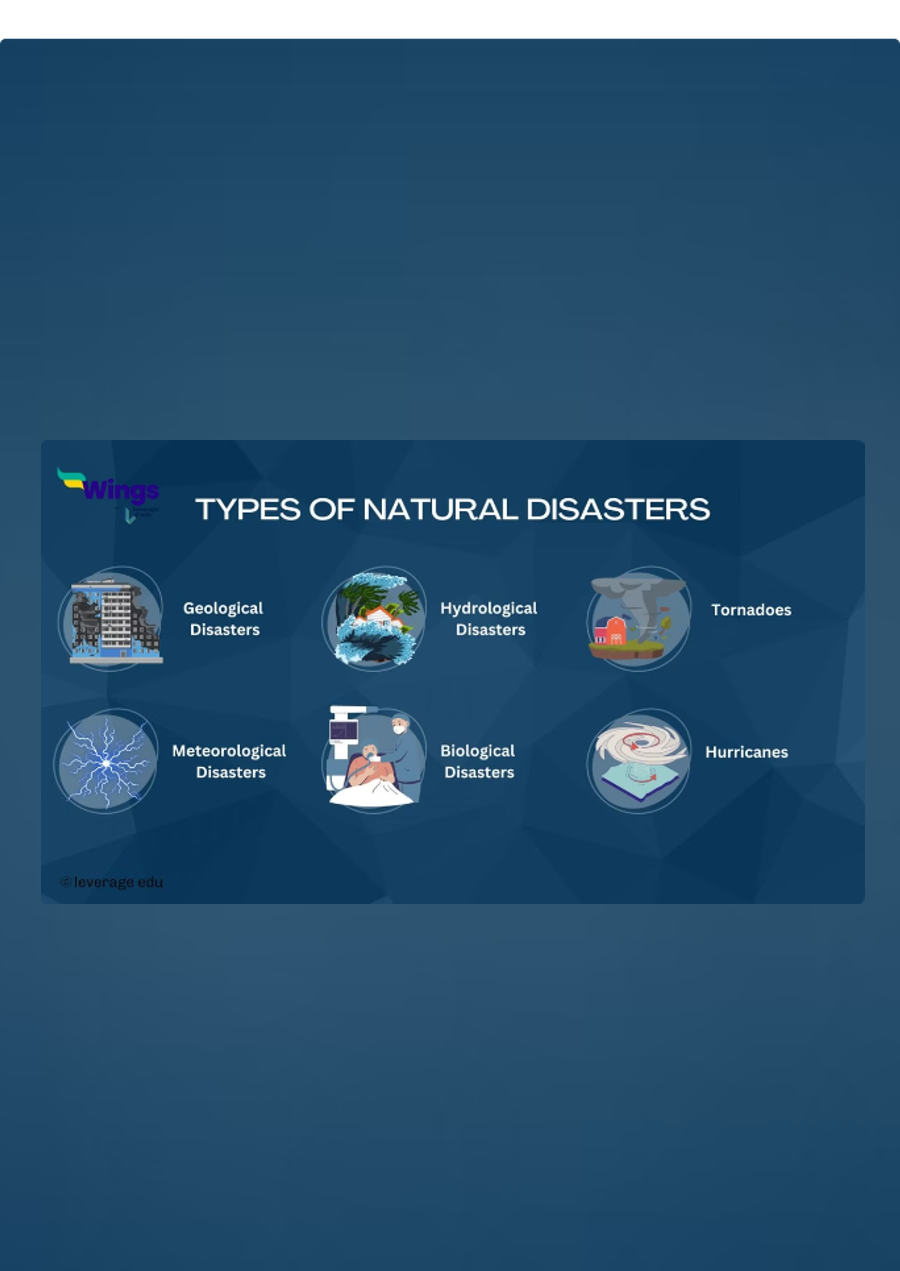 Wings
TYPES OF NATURAL DISASTERS
Geological
Disasters
Hydrological
Disasters
Tornadoes
Meteorological
Disasters
Biological
Disasters
Hurricanes
©leverage edu